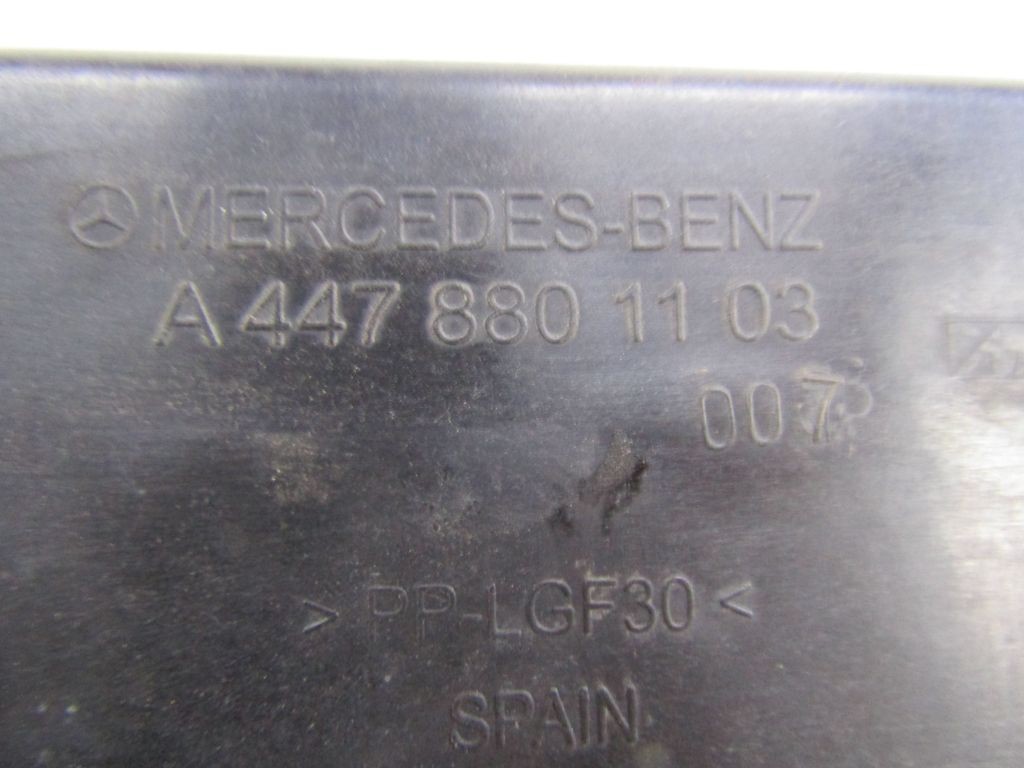 MERCEDES-BENZ
A 447 880 11 03
007
> PP-LGF30 <
SPAIN